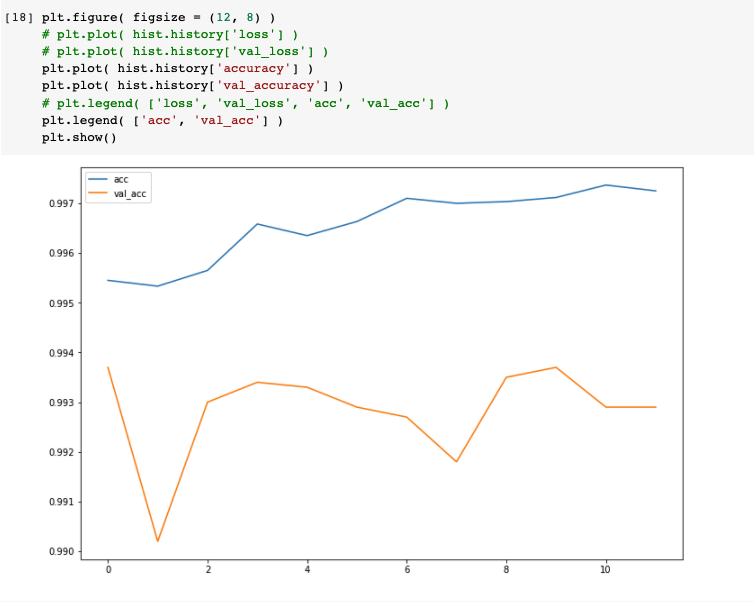 [18] plt.figure( figsize = (12, 8) )
# plt.plot( hist.history['loss'] )
# plt.plot( hist.history['val_loss'] )
plt.plot( hist.history['accuracy'] )
plt.plot( hist.history['val_accuracy'] )
# plt.legend( ['loss', 'val_loss', 'acc', 'val_acc'] )
plt.legend( ['acc', 'val_acc'] )
plt.show()
acc
val_acc
0.997
0.996
0.995
0.994
0.993
0.992
0.991
0.990
0 2 4 6 8 10